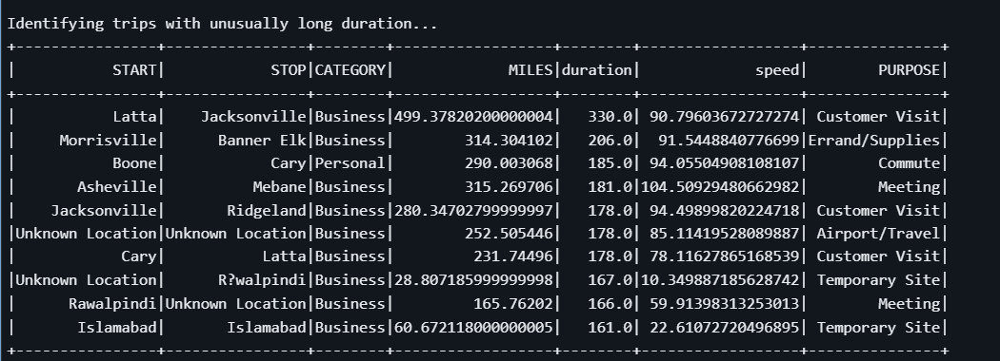 Identifying trips with unusually long duration...
+----------------+----------------+--------+------------------+--------+------------------+---------------+
|           START|            STOP|CATEGORY|             MILES|duration|             speed|        PURPOSE|
+----------------+----------------+--------+------------------+--------+------------------+---------------+
|           Latta|    Jacksonville|Business|499.37820200000004|   330.0| 90.79603672727274| Customer Visit|
|     Morrisville|      Banner Elk|Business|        314.304102|   206.0|  91.5448840776699|Errand/Supplies|
|           Boone|            Cary|Personal|        290.003068|   185.0| 94.05504908108107|        Commute|
|       Asheville|          Mebane|Business|        315.269706|   181.0|104.50929480662982|        Meeting|
|    Jacksonville|       Ridgeland|Business|280.34702799999997|   178.0| 94.49899820224718| Customer Visit|
|Unknown Location|Unknown Location|Business|        252.505446|   178.0| 85.11419528089887| Airport/Travel|
|            Cary|           Latta|Business|         231.74496|   178.0| 78.11627865168539| Customer Visit|
|Unknown Location|      R?walpindi|Business|28.807185999999998|   167.0|10.349887185628742| Temporary Site|
|      Rawalpindi|Unknown Location|Business|         165.76202|   166.0| 59.91398313253013|        Meeting|
|       Islamabad|       Islamabad|Business|60.672118000000005|   161.0| 22.61072720496895| Temporary Site|
+----------------+----------------+--------+------------------+--------+------------------+---------------+